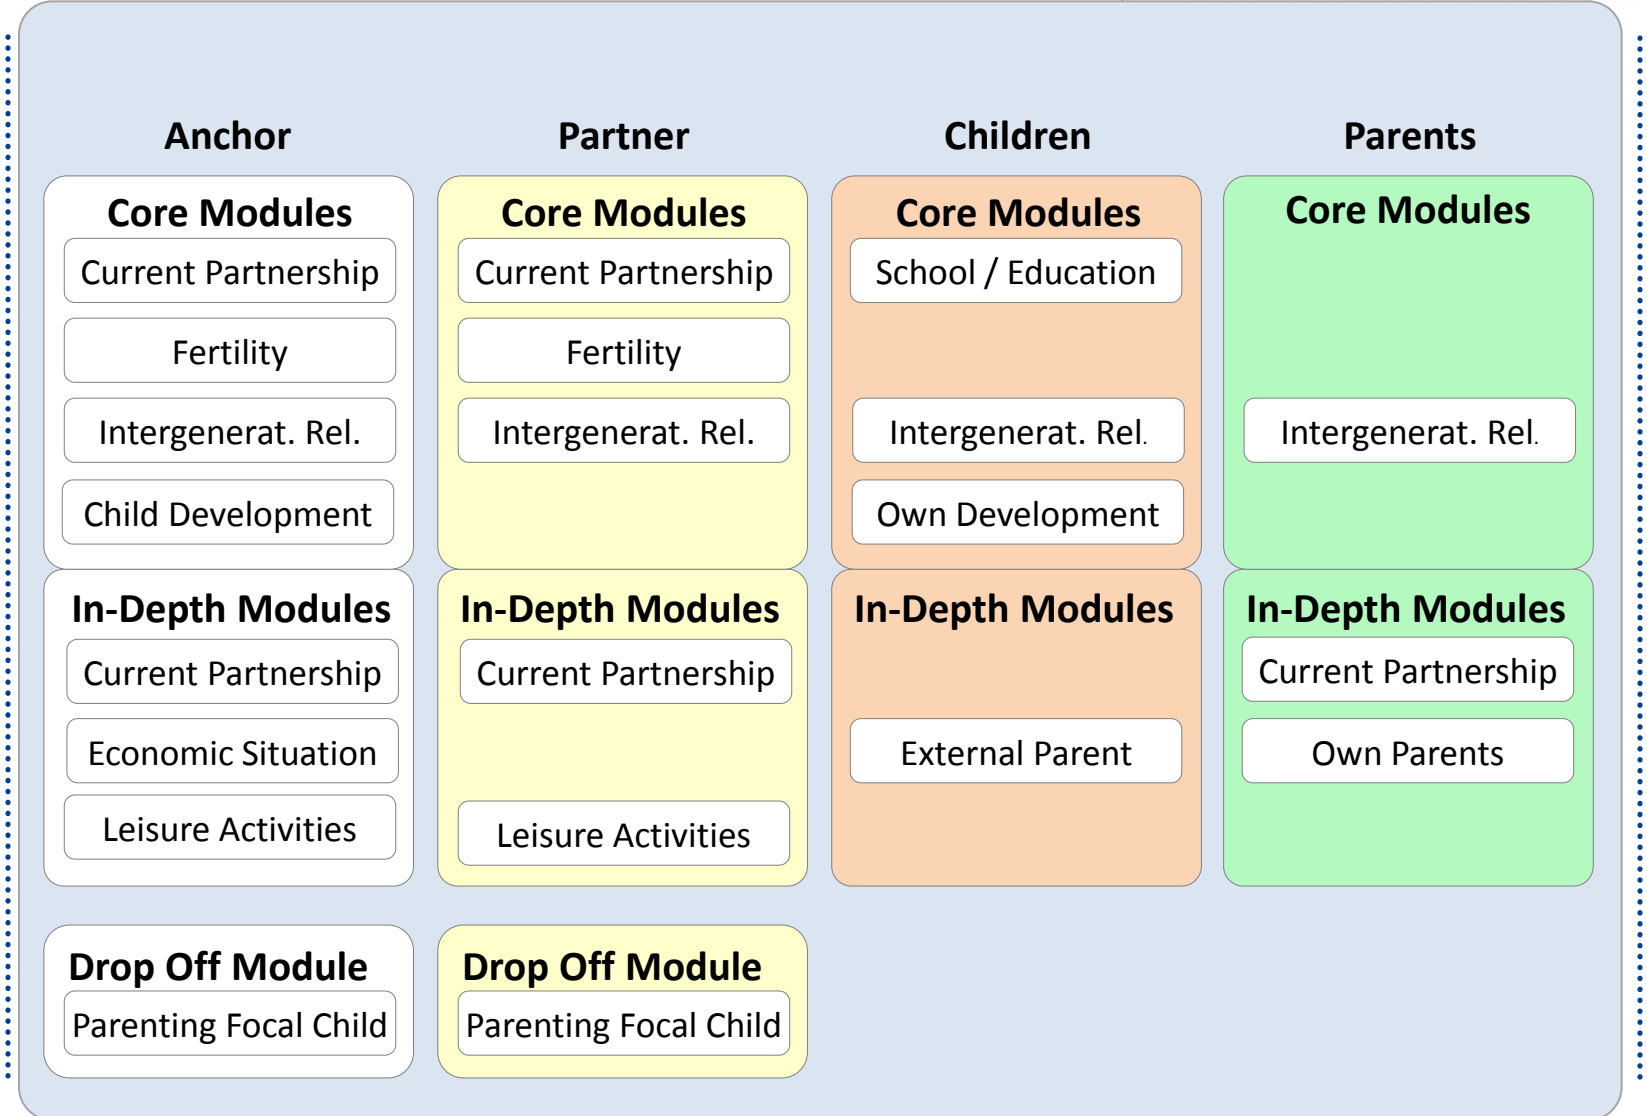 Anchor
Partner
Children
Parents
Core Modules
Current Partnership
Fertility
Intergenerat. Rel.
Child Development
In-Depth Modules
Current Partnership
Economic Situation
Leisure Activities
Drop Off Module
Parenting Focal Child
Core Modules
Current Partnership
Fertility
Intergenerat. Rel.
In-Depth Modules
Current Partnership
Leisure Activities
Drop Off Module
Parenting Focal Child
Core Modules
School / Education
Intergenerat. Rel.
Own Development
In-Depth Modules
External Parent
Core Modules
Intergenerat. Rel.
In-Depth Modules
Current Partnership
Own Parents